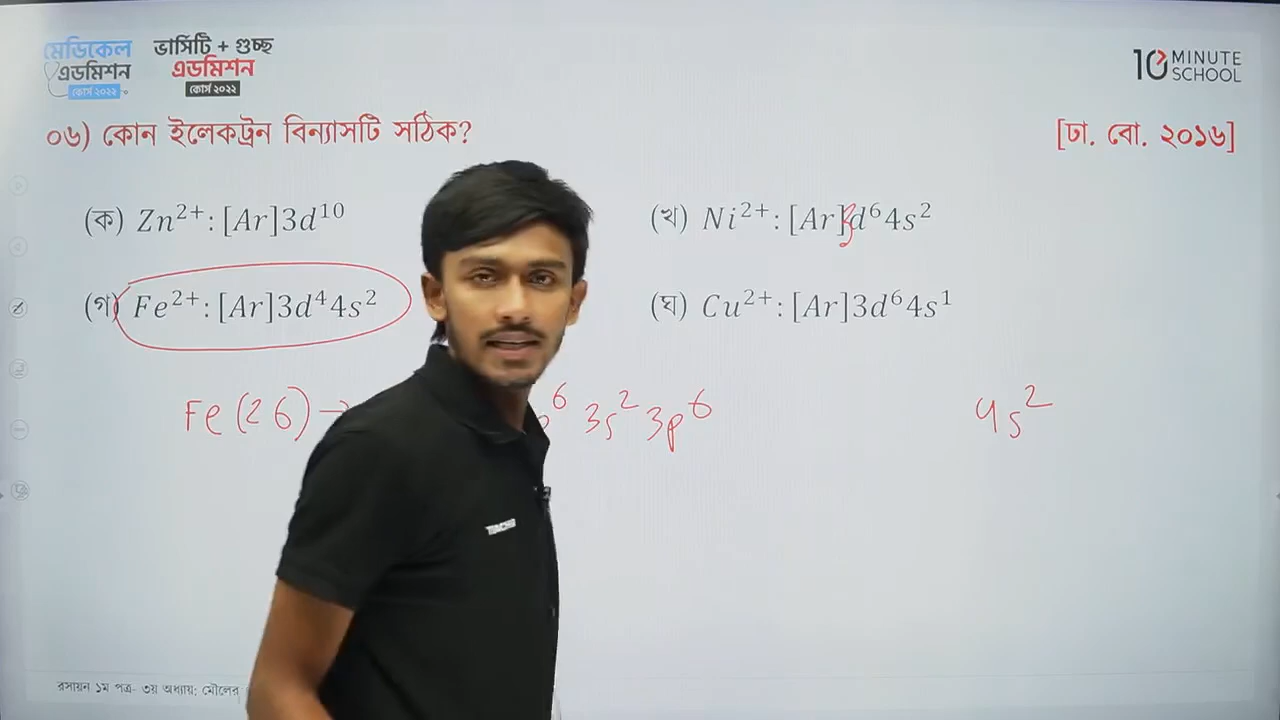 মেডিকেল
এডমিশন
কোর্স ২০২২
ভার্সিটি + গুচ্ছ
এডমিশন
কোর্স ২০২২
10 MINUTE
SCHOOL
০৬) কোন ইলেকট্রন বিন্যাসটি সঠিক? [ঢা. বো. ২০১৬]
(ক) Zn²⁺: [Ar]3d¹⁰ (খ) Ni²⁺: [Ar]3d⁶4s²
(গ) Fe²⁺: [Ar]3d⁴4s² (ঘ) Cu²⁺: [Ar]3d⁶4s¹
Fe(26) → p⁶ 3s² 3p⁶ 4s²
রসায়ন ১ম পত্র- ৩য় অধ্যায়; মৌলের